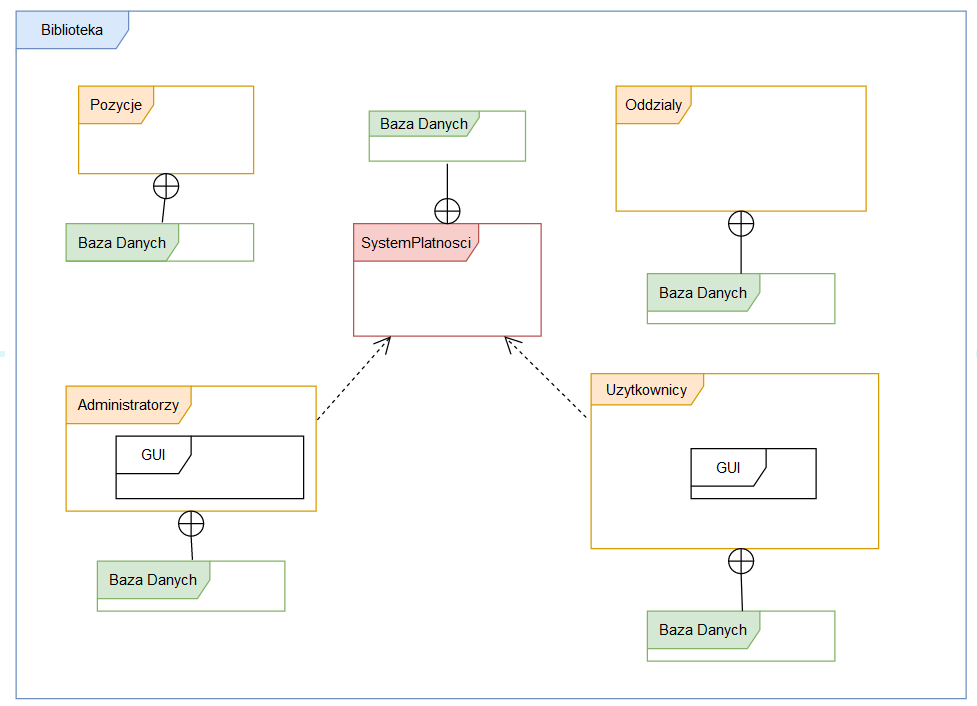 Biblioteka
Pozycje
Baza Danych
Oddzialy
Baza Danych
SystemPlatnosci
Baza Danych
Administratorzy
GUI
Uzytkownicy
GUI
Baza Danych
Baza Danych